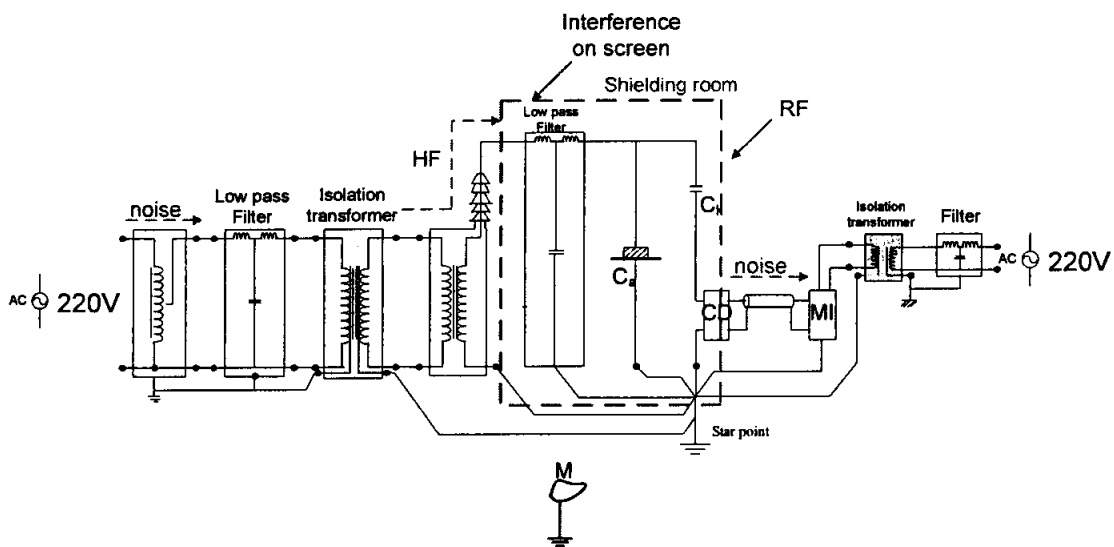 Interference
on screen
Shielding room
Low pass
Filter
RF
HF
Low pass
Filter
Isolation
transformer
noise
Isolation
transformer
Filter
AC
220V
Ck
Ca
noise
CD
MI
AC
220V
Star point
M